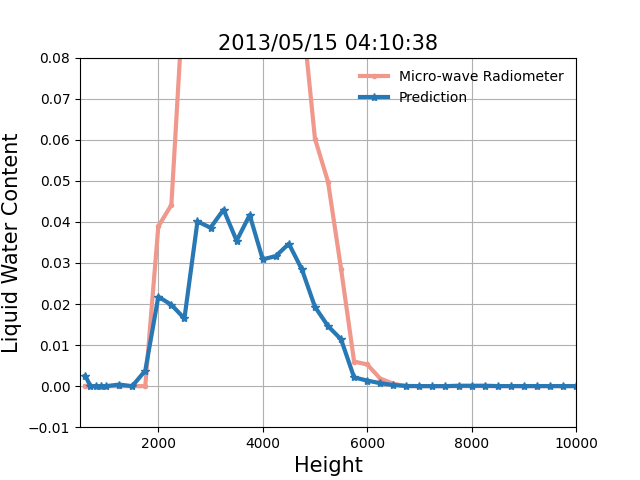 2013/05/15 04:10:38
Liquid Water Content
0.08
0.07
0.06
0.05
0.04
0.03
0.02
0.01
0.00
−0.01
Micro-wave Radiometer
Prediction
2000 4000 6000 8000 10000
Height